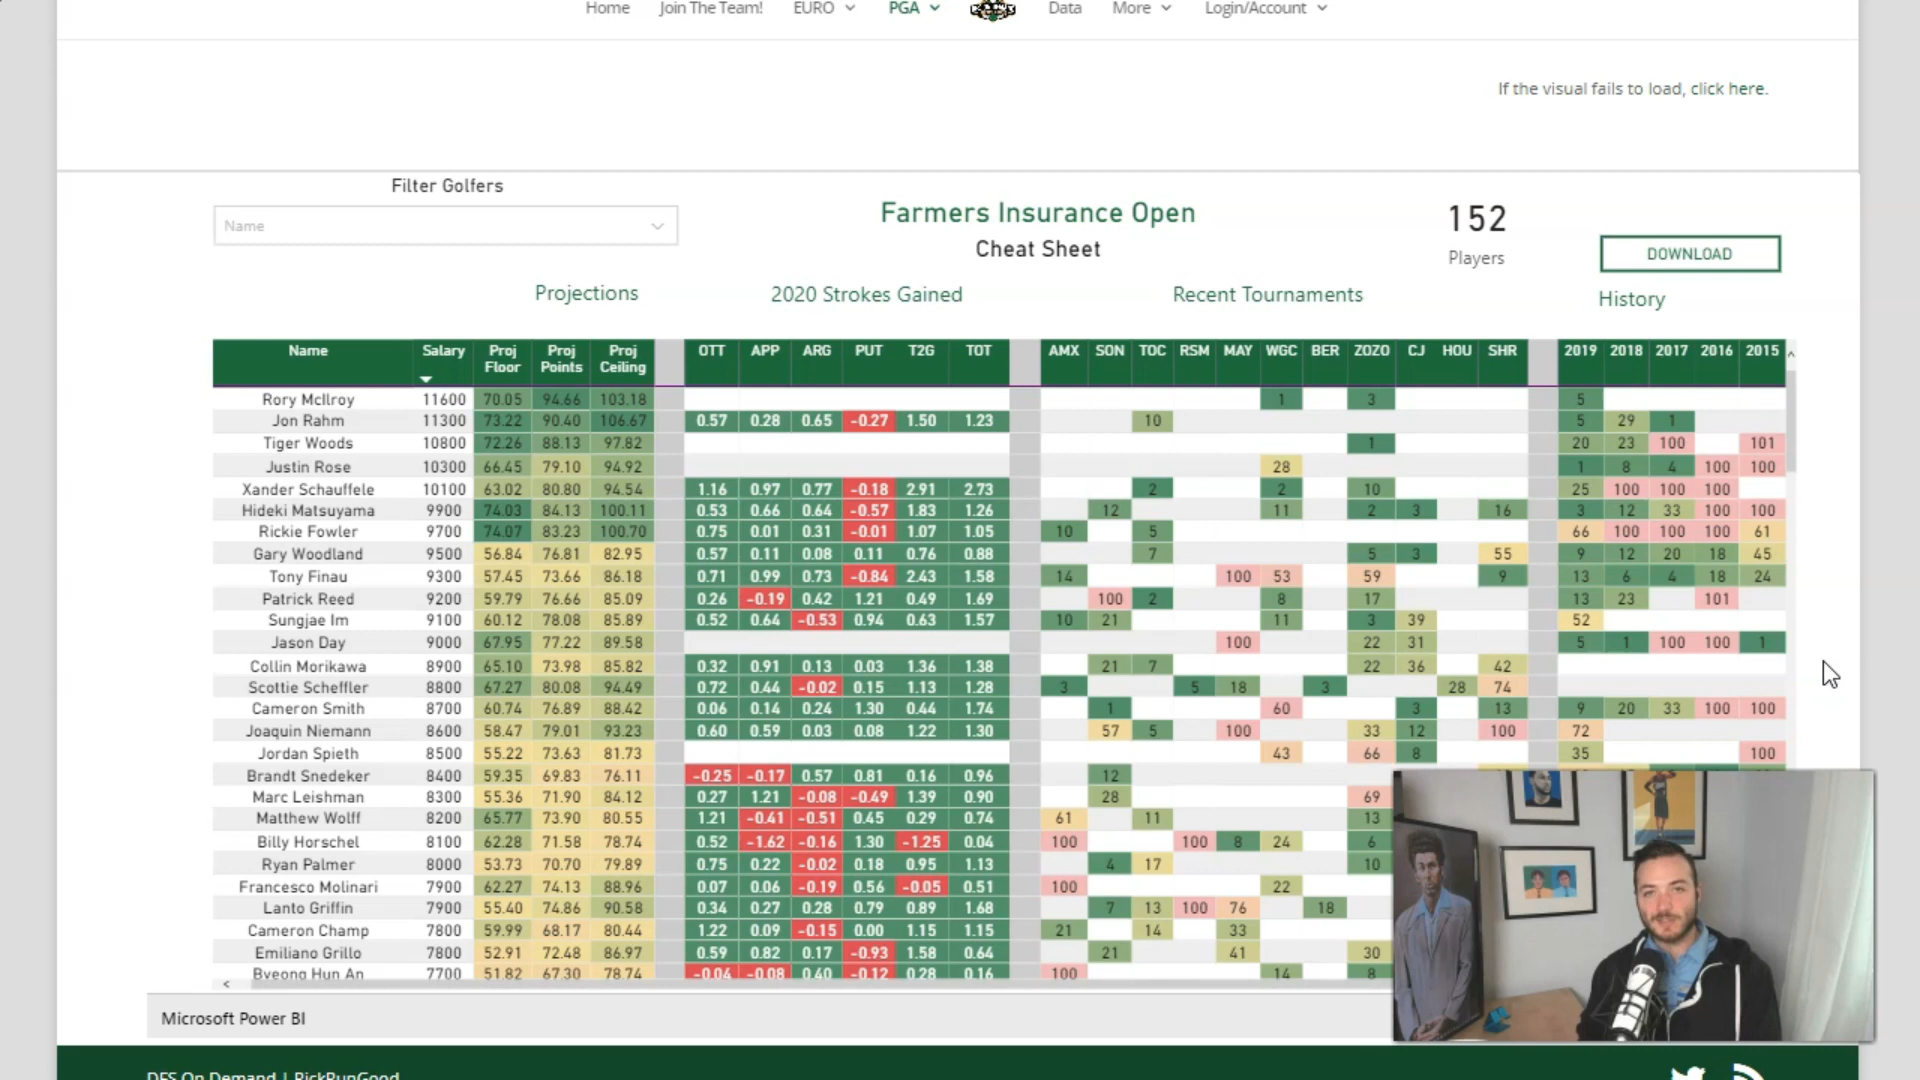 Home Join The Team! EURO PGA Data More Login/Account
If the visual fails to load, click here.
Filter Golfers
Name
Farmers Insurance Open
Cheat Sheet
152
Players
DOWNLOAD
Projections 2020 Strokes Gained Recent Tournaments History
Name Salary Proj Floor Proj Points Proj Ceiling OTT APP ARG PUT T2G TOT AMX SON TOC RSM MAY WGC BER ZOZO CJ HOU SHR 2019 2018 2017 2016 2015
Rory McIlroy 11600 70.05 94.66 103.18 1 3 5
Jon Rahm 11300 73.22 90.40 106.67 0.57 0.28 0.65 -0.27 1.50 1.23 10 5 29 1
Tiger Woods 10800 72.26 88.13 97.82 1 20 23 100 101
Justin Rose 10300 66.45 79.10 94.92 28 1 8 4 100 100
Xander Schauffele 10100 63.02 80.80 94.54 1.16 0.97 0.77 -0.18 2.91 2.73 2 2 10 25 100 100 100
Hideki Matsuyama 9900 74.03 84.13 100.11 0.53 0.66 0.64 -0.57 1.83 1.26 12 11 2 3 16 3 12 33 100 100
Rickie Fowler 9700 74.07 83.23 100.70 0.75 0.01 0.31 -0.01 1.07 1.05 10 5 66 100 100 100 61
Gary Woodland 9500 56.84 76.81 82.95 0.57 0.11 0.08 0.11 0.76 0.88 7 5 3 55 9 12 20 18 45
Tony Finau 9300 57.45 73.66 86.18 0.71 0.99 0.73 -0.84 2.43 1.58 14 100 53 59 9 13 6 4 18 24
Patrick Reed 9200 59.79 76.66 85.09 0.26 -0.19 0.42 1.21 0.49 1.69 100 2 8 17 13 23 101
Sungjae Im 9100 60.12 78.08 85.89 0.52 0.64 -0.53 0.94 0.63 1.57 10 21 11 3 39 52
Jason Day 9000 67.95 77.22 89.58 100 22 31 5 1 100 100 1
Collin Morikawa 8900 65.10 73.98 85.82 0.32 0.91 0.13 0.03 1.36 1.38 21 7 22 36 42
Scottie Scheffler 8800 67.27 80.08 94.49 0.72 0.44 -0.02 0.15 1.13 1.28 3 5 18 3 28 74
Cameron Smith 8700 60.74 76.89 88.42 0.06 0.14 0.24 1.30 0.44 1.74 1 60 3 13 9 20 33 100 100
Joaquin Niemann 8600 58.47 79.01 93.23 0.60 0.59 0.03 0.08 1.22 1.30 57 5 100 33 12 100 72
Jordan Spieth 8500 55.22 73.63 81.73 43 66 8 35 100
Brandt Snedeker 8400 59.35 69.83 76.11 -0.25 -0.17 0.57 0.81 0.16 0.96 12
Marc Leishman 8300 55.36 71.90 84.12 0.27 1.21 -0.08 -0.49 1.39 0.90 28 69
Matthew Wolff 8200 65.77 73.90 80.55 1.21 -0.41 -0.51 0.45 0.29 0.74 61 11 13
Billy Horschel 8100 62.28 71.58 78.74 0.52 -1.62 -0.16 1.30 -1.25 0.04 100 100 8 24 6
Ryan Palmer 8000 53.73 70.70 79.89 0.75 0.22 -0.02 0.18 0.95 1.13 4 17 10
Francesco Molinari 7900 62.27 74.13 88.96 0.07 0.06 -0.19 0.56 -0.05 0.51 100 22
Lanto Griffin 7900 55.40 74.86 90.58 0.34 0.27 0.28 0.79 0.89 1.68 7 13 100 76 18
Cameron Champ 7800 59.99 68.17 80.44 1.22 0.09 -0.15 0.00 1.15 1.15 21 14 33
Emiliano Grillo 7800 52.91 72.48 86.97 0.59 0.82 0.17 -0.93 1.58 0.64 21 41 30
Byeong Hun An 7700 51.82 67.30 78.74 -0.04 -0.08 0.40 -0.12 0.28 0.16 100 14 8
Microsoft Power BI
DFS On Demand | RickRunGood